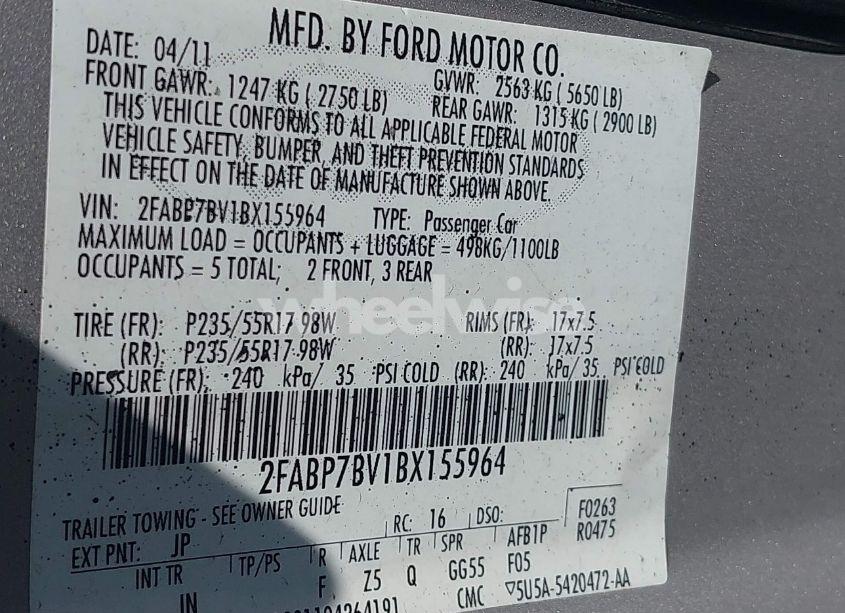 MFD. BY FORD MOTOR CO.
DATE: 04/11
GVWR: 2563 KG ( 5650 LB)
FRONT GAWR: 1247 KG ( 2750 LB)
REAR GAWR: 1315 KG ( 2900 LB)
THIS VEHICLE CONFORMS TO ALL APPLICABLE FEDERAL MOTOR
VEHICLE SAFETY, BUMPER, AND THEFT PREVENTION STANDARDS
IN EFFECT ON THE DATE OF MANUFACTURE SHOWN ABOVE.
VIN: 2FABP7BV1BX155964 TYPE: Passenger Car
MAXIMUM LOAD = OCCUPANTS + LUGGAGE = 498KG/1100LB
OCCUPANTS = 5 TOTAL; 2 FRONT, 3 REAR
wheelwise
TIRE (FR): P235/55R17 98W RIMS (FR): 17x7.5
(RR): P235/55R17 98W (RR): 17x7.5
PRESSURE (FR): 240 kPa/ 35 PSI COLD (RR): 240 kPa/ 35 PSI COLD
2FABP7BV1BX155964
TRAILER TOWING - SEE OWNER GUIDE
RC: 16 DSO:
F0263
R0475
EXT PNT: JP
INT TR TP/PS R AXLE TR SPR AFB1P
IN F Z5 Q GG55 F05
CMC ▽5U5A-5420472-AA